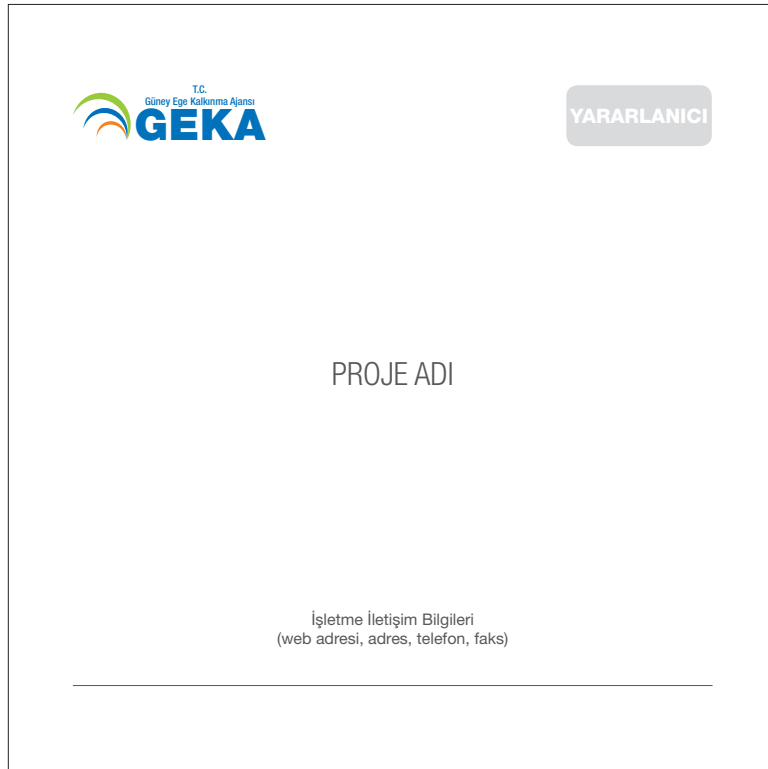 T.C.
Güney Ege Kalkınma Ajansı
GEKA
YARARLANICI
PROJE ADI
İşletme İletişim Bilgileri
(web adresi, adres, telefon, faks)